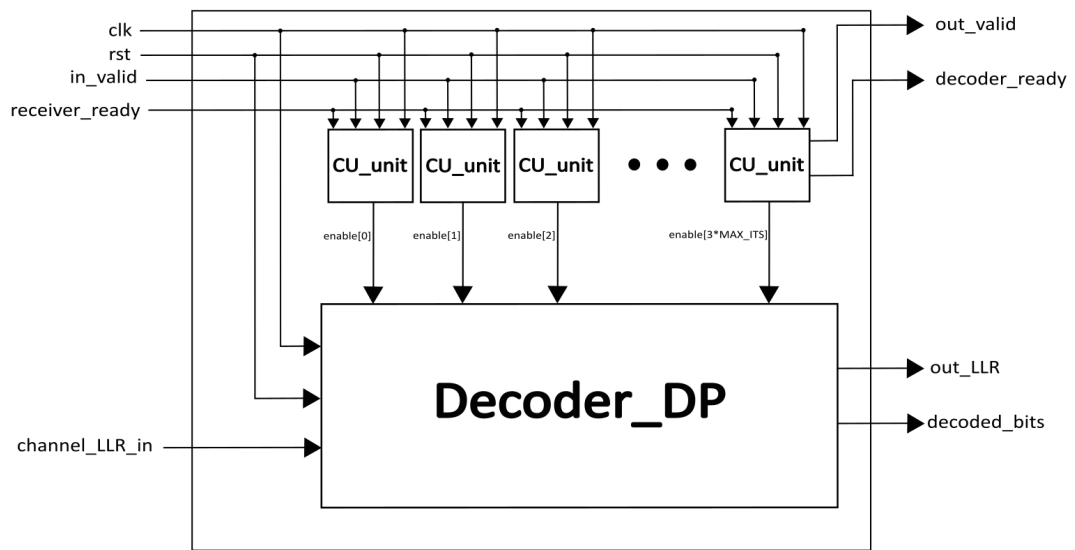 clk
out_valid
rst
in_valid
decoder_ready
receiver_ready
CU_unit
CU_unit
CU_unit
CU_unit
enable[0]
enable[1]
enable[2]
enable[3*MAX_ITS]
Decoder_DP
out_LLR
decoded_bits
channel_LLR_in